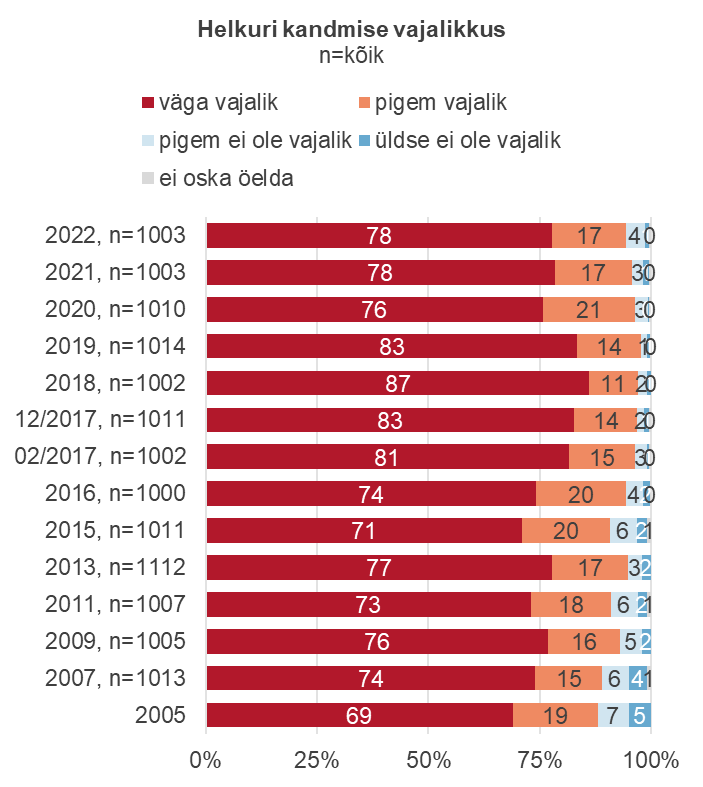 Helkuri kandmise vajalikkus
n=kõik
väga vajalik pigem vajalik
pigem ei ole vajalik üldse ei ole vajalik
ei oska öelda
2022, n=1003 78 17 4 0
2021, n=1003 78 17 3 0
2020, n=1010 76 21 3 0
2019, n=1014 83 14 1 0
2018, n=1002 87 11 2 0
12/2017, n=1011 83 14 2 0
02/2017, n=1002 81 15 3 0
2016, n=1000 74 20 4 0
2015, n=1011 71 20 6 2 1
2013, n=1112 77 17 3 2
2011, n=1007 73 18 6 2 1
2009, n=1005 76 16 5 2
2007, n=1013 74 15 6 4 1
2005 69 19 7 5
0% 25% 50% 75% 100%